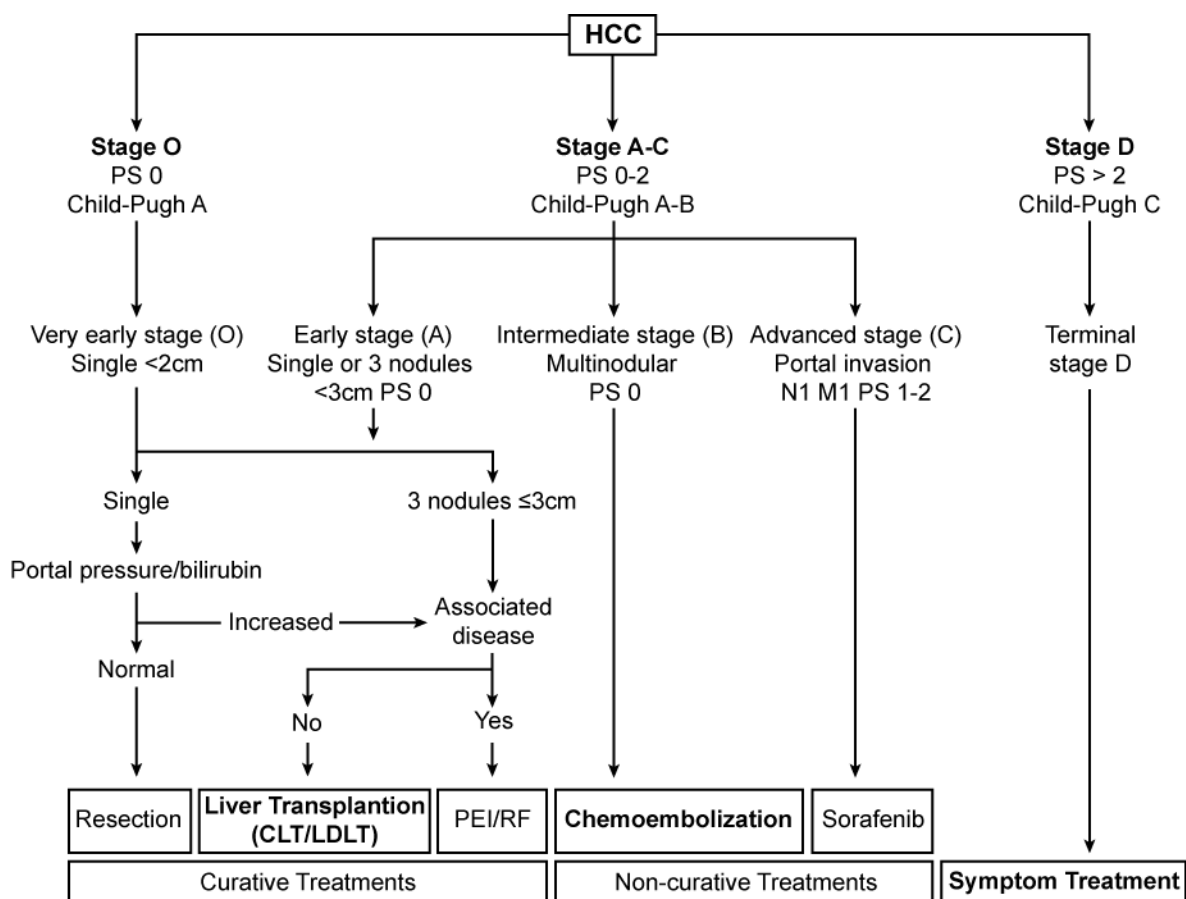 HCC
Stage O
PS 0
Child-Pugh A
Stage A-C
PS 0-2
Child-Pugh A-B
Stage D
PS > 2
Child-Pugh C
Very early stage (O)
Single <2cm
Early stage (A)
Single or 3 nodules
<3cm PS 0
Intermediate stage (B)
Multinodular
PS 0
Advanced stage (C)
Portal invasion
N1 M1 PS 1-2
Terminal
stage D
Single
3 nodules ≤3cm
Portal pressure/bilirubin
Increased
Associated
disease
Normal
No
Yes
Resection
Liver Transplantion
(CLT/LDLT)
PEI/RF
Chemoembolization
Sorafenib
Curative Treatments
Non-curative Treatments
Symptom Treatment